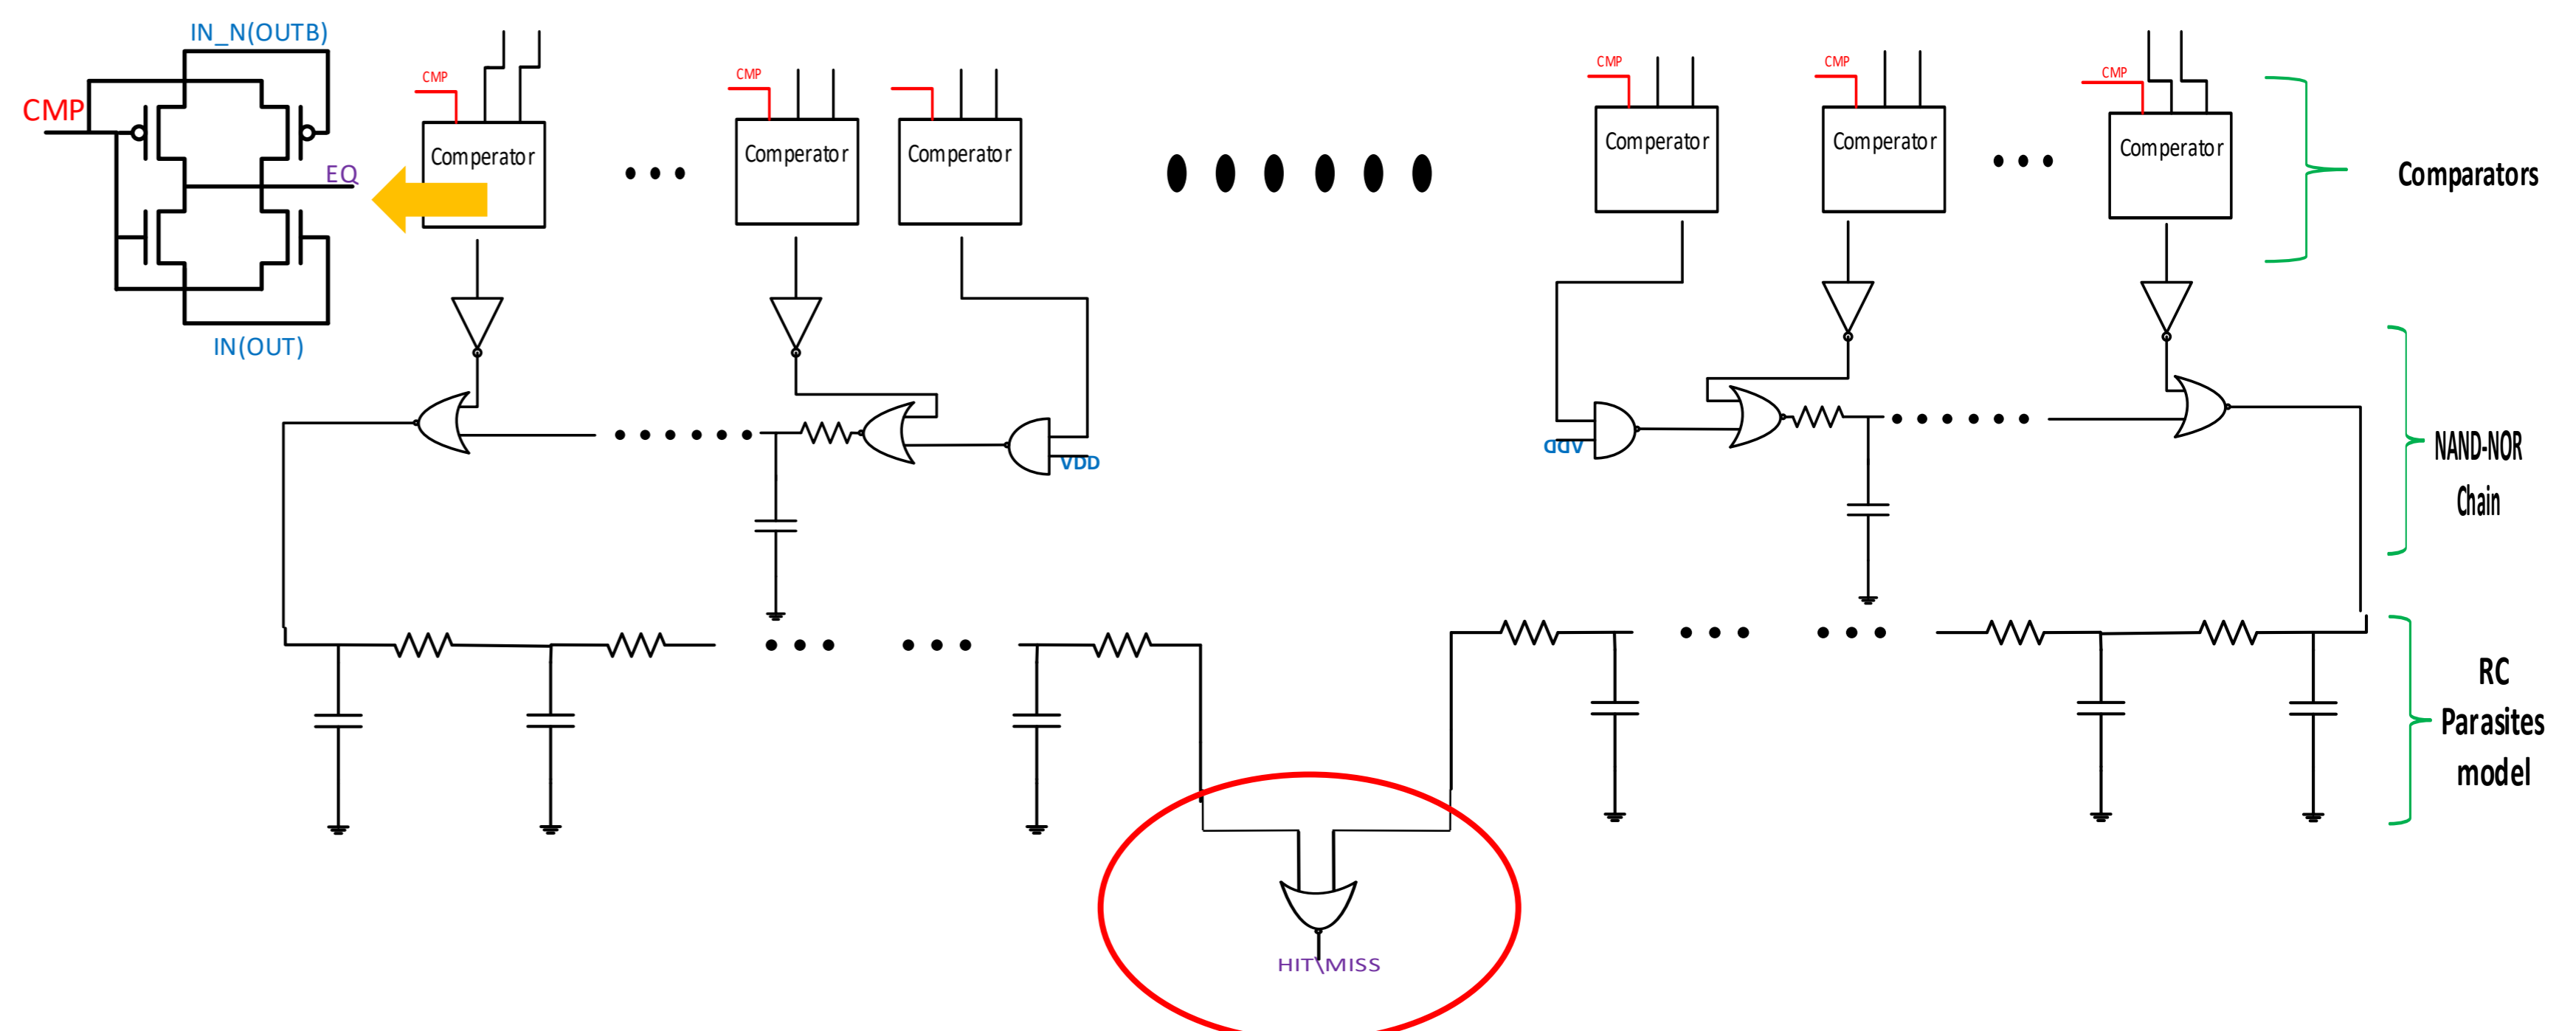 IN_N(OUTB)
CMP
EQ
IN(OUT)
CMP
Comperator
CMP
Comperator
Comperator
CMP
Comperator
CMP
Comperator
CMP
Comperator
Comparators
VDD
VDD
NAND-NOR
Chain
RC
Parasites
model
HIT\MISS